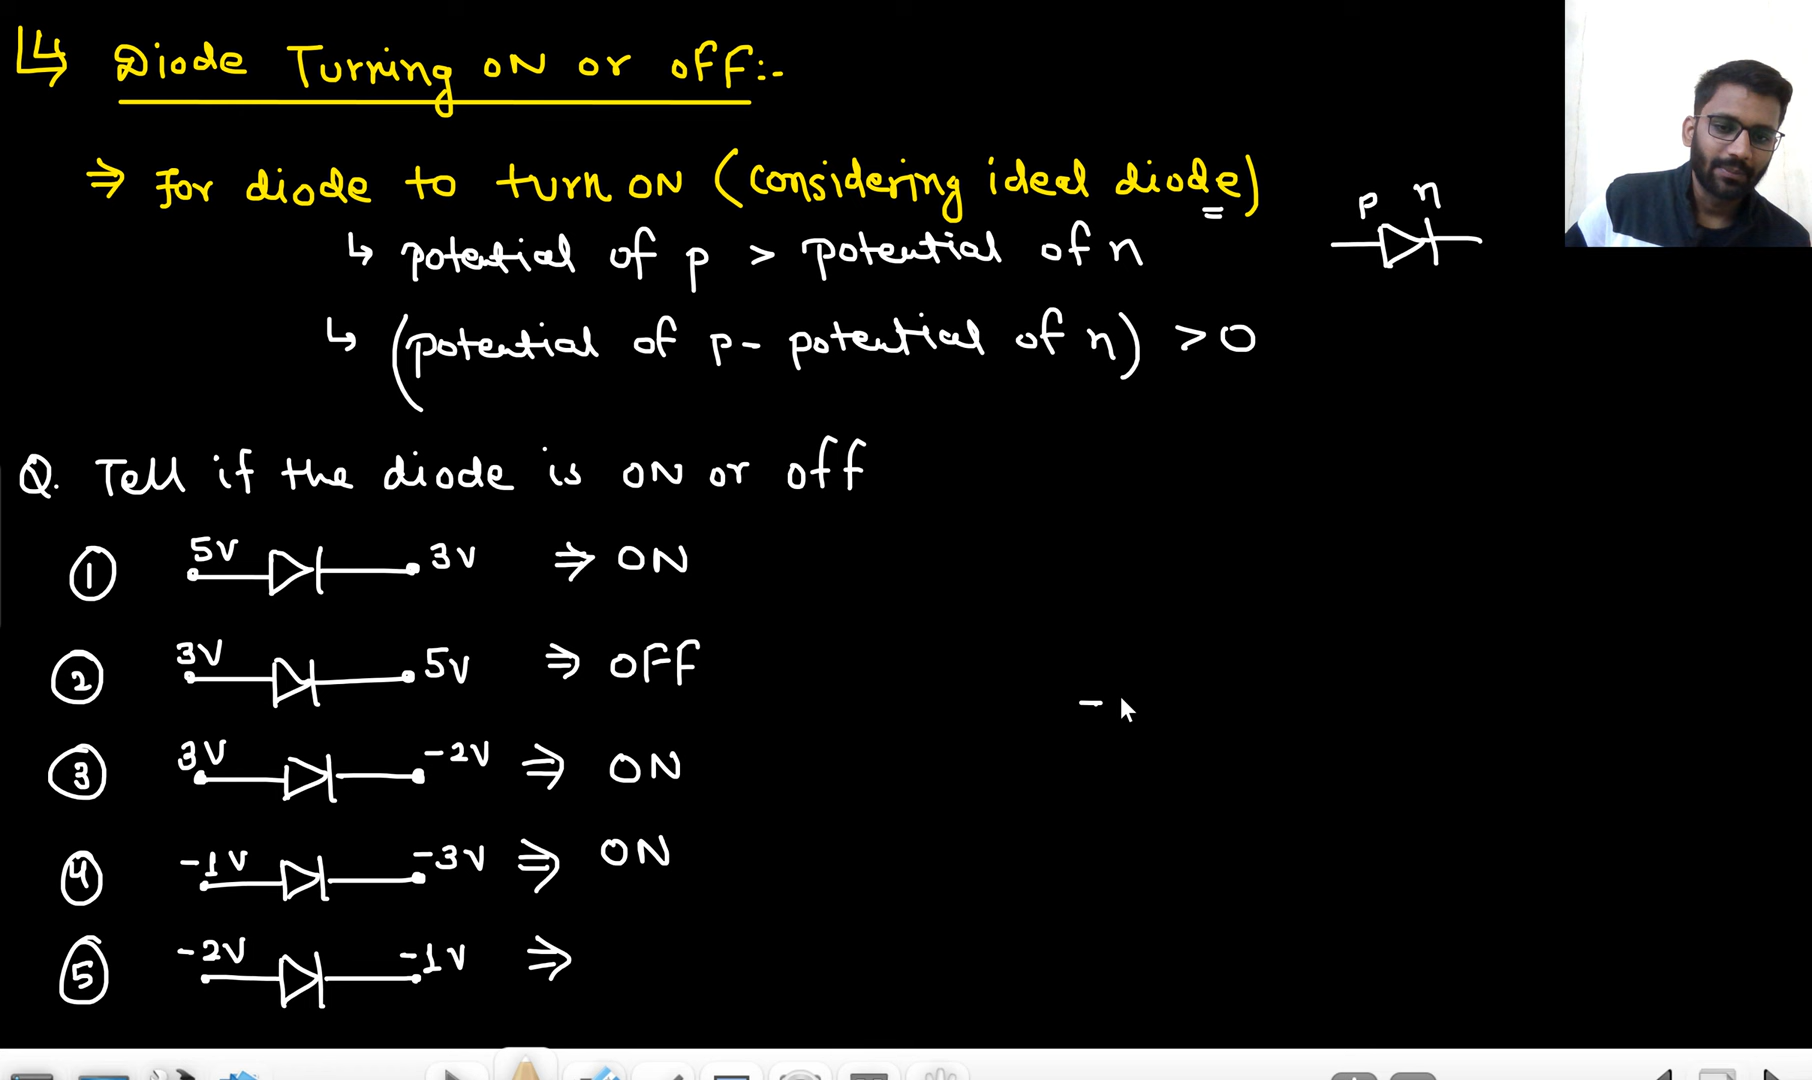 ↳ Diode Turning ON or off:-
⇒ for diode to turn ON (considering ideal diode)
p n
↳ potential of p > potential of n
↳ (potential of p - potential of n) > 0
Q. Tell if the diode is ON or off
① 5V 3V ⇒ ON
② 3V 5V ⇒ OFF
-
③ 3V -2V ⇒ ON
④ -1V -3V ⇒ ON
⑤ -2V -1V ⇒